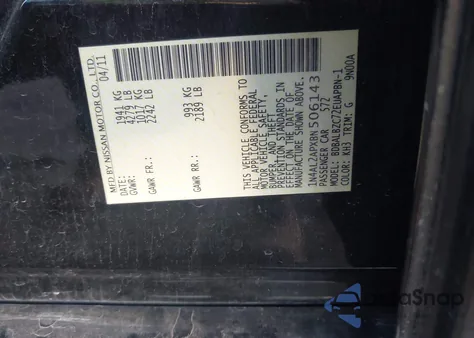 MFD BY NISSAN MOTOR CO., LTD.
04/11
GVWR: 1941 KG
4279 LB
GAWR FR.: 1017 KG
2242 LB
GAWR RR.: 993 KG
2189 LB
THIS VEHICLE CONFORMS TO
ALL APPLICABLE FEDERAL
MOTOR VEHICLE SAFETY,
BUMPER, AND THEFT
PREVENTION STANDARDS IN
EFFECT ON THE DATE OF
MANUFACTURE SHOWN ABOVE.
1N4AL2APXBN506143
PASSENGER CAR 37Z
COLOR: KH3 TRIM: G 9N00A